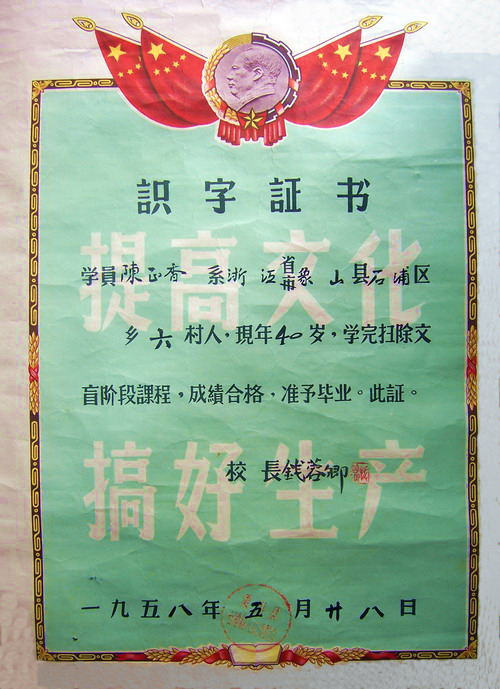 識字証书
提高文化
学員陳正香 系浙江省市象山县石浦区
乡六村人，現年40岁，学完扫除文
盲阶段課程，成績合格，准予毕业。此証。
搞好生产
校長钱蓉卿
一九五八年五月廿八日